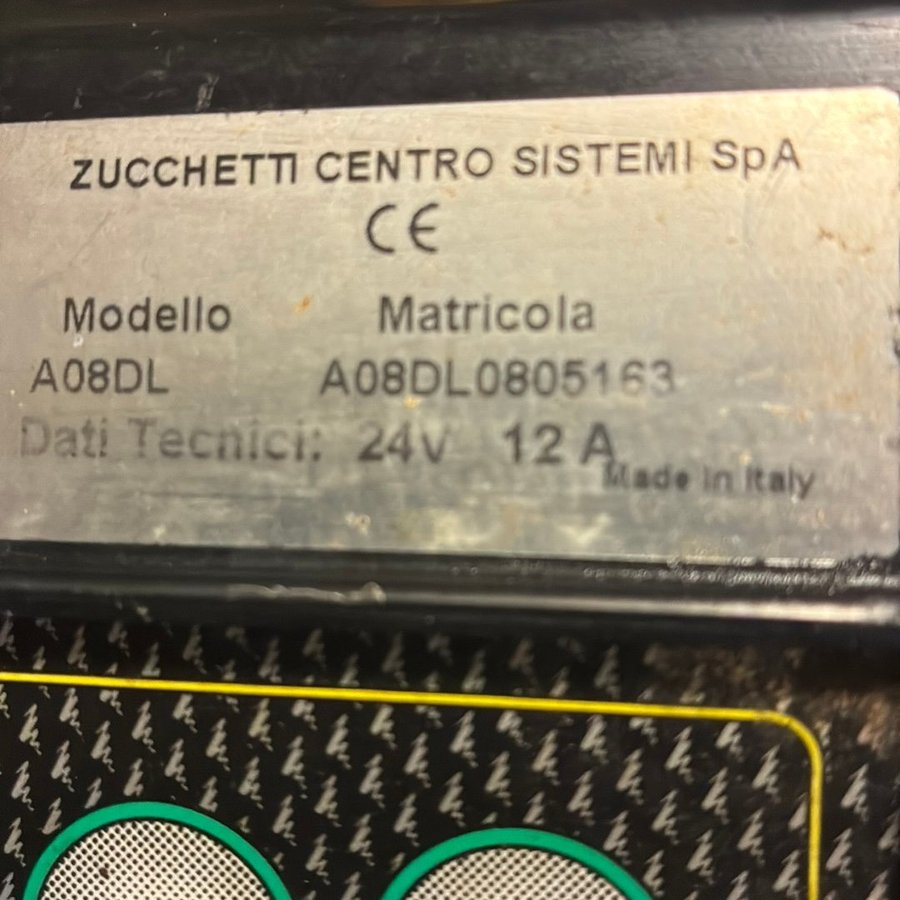 ZUCCHETTI CENTRO SISTEMI SpA
CE
Modello Matricola
A08DL A08DL0805163
Dati Tecnici: 24V 12 A
Made in Italy